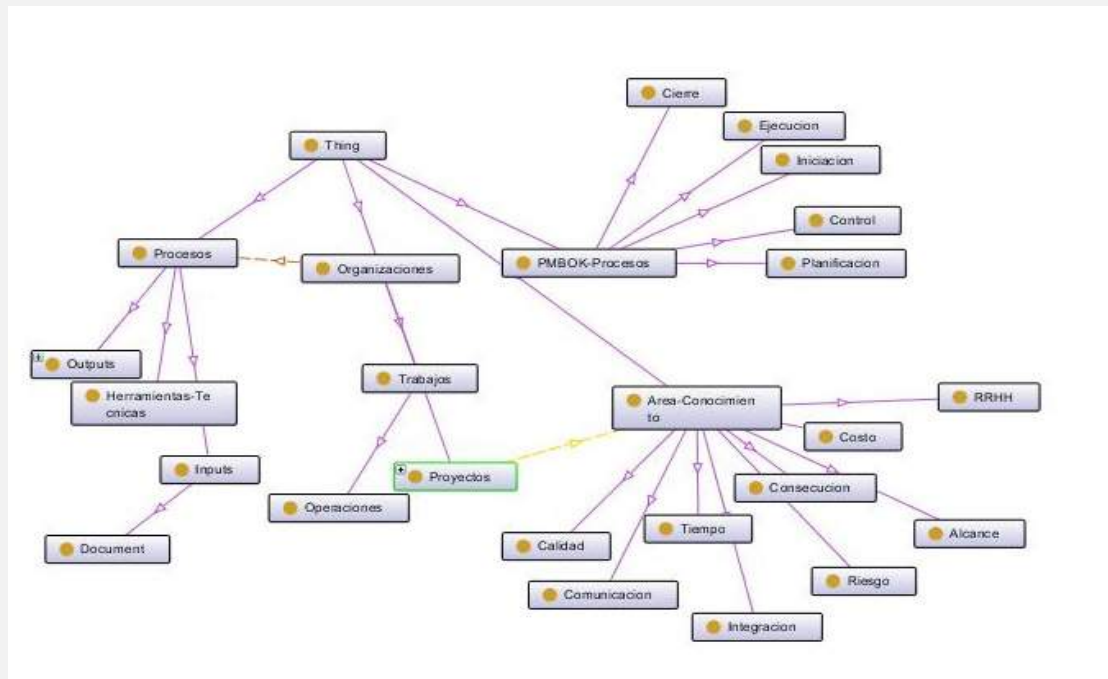 Cierre
Ejecucion
Thing
Iniciacion
Control
Procesos
PMBOK-Procesos
Planificacion
Organizaciones
Outputs
Trabajos
Herramientas-Te
cnicas
Area-Conocimien
to
RRHH
Costo
Inputs
Proyectos
Consecucion
Operaciones
Tiempo
Alcance
Document
Calidad
Riesgo
Comunicacion
Integracion